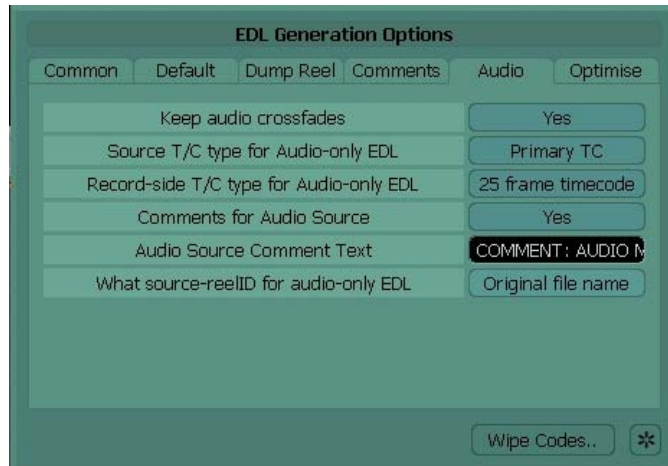 EDL Generation Options
Common Default Dump Reel Comments Audio Optimise
Keep audio crossfades Yes
Source T/C type for Audio-only EDL Primary TC
Record-side T/C type for Audio-only EDL 25 frame timecode
Comments for Audio Source Yes
Audio Source Comment Text COMMENT: AUDIO
What source-reelID for audio-only EDL Original file name
Wipe Codes..